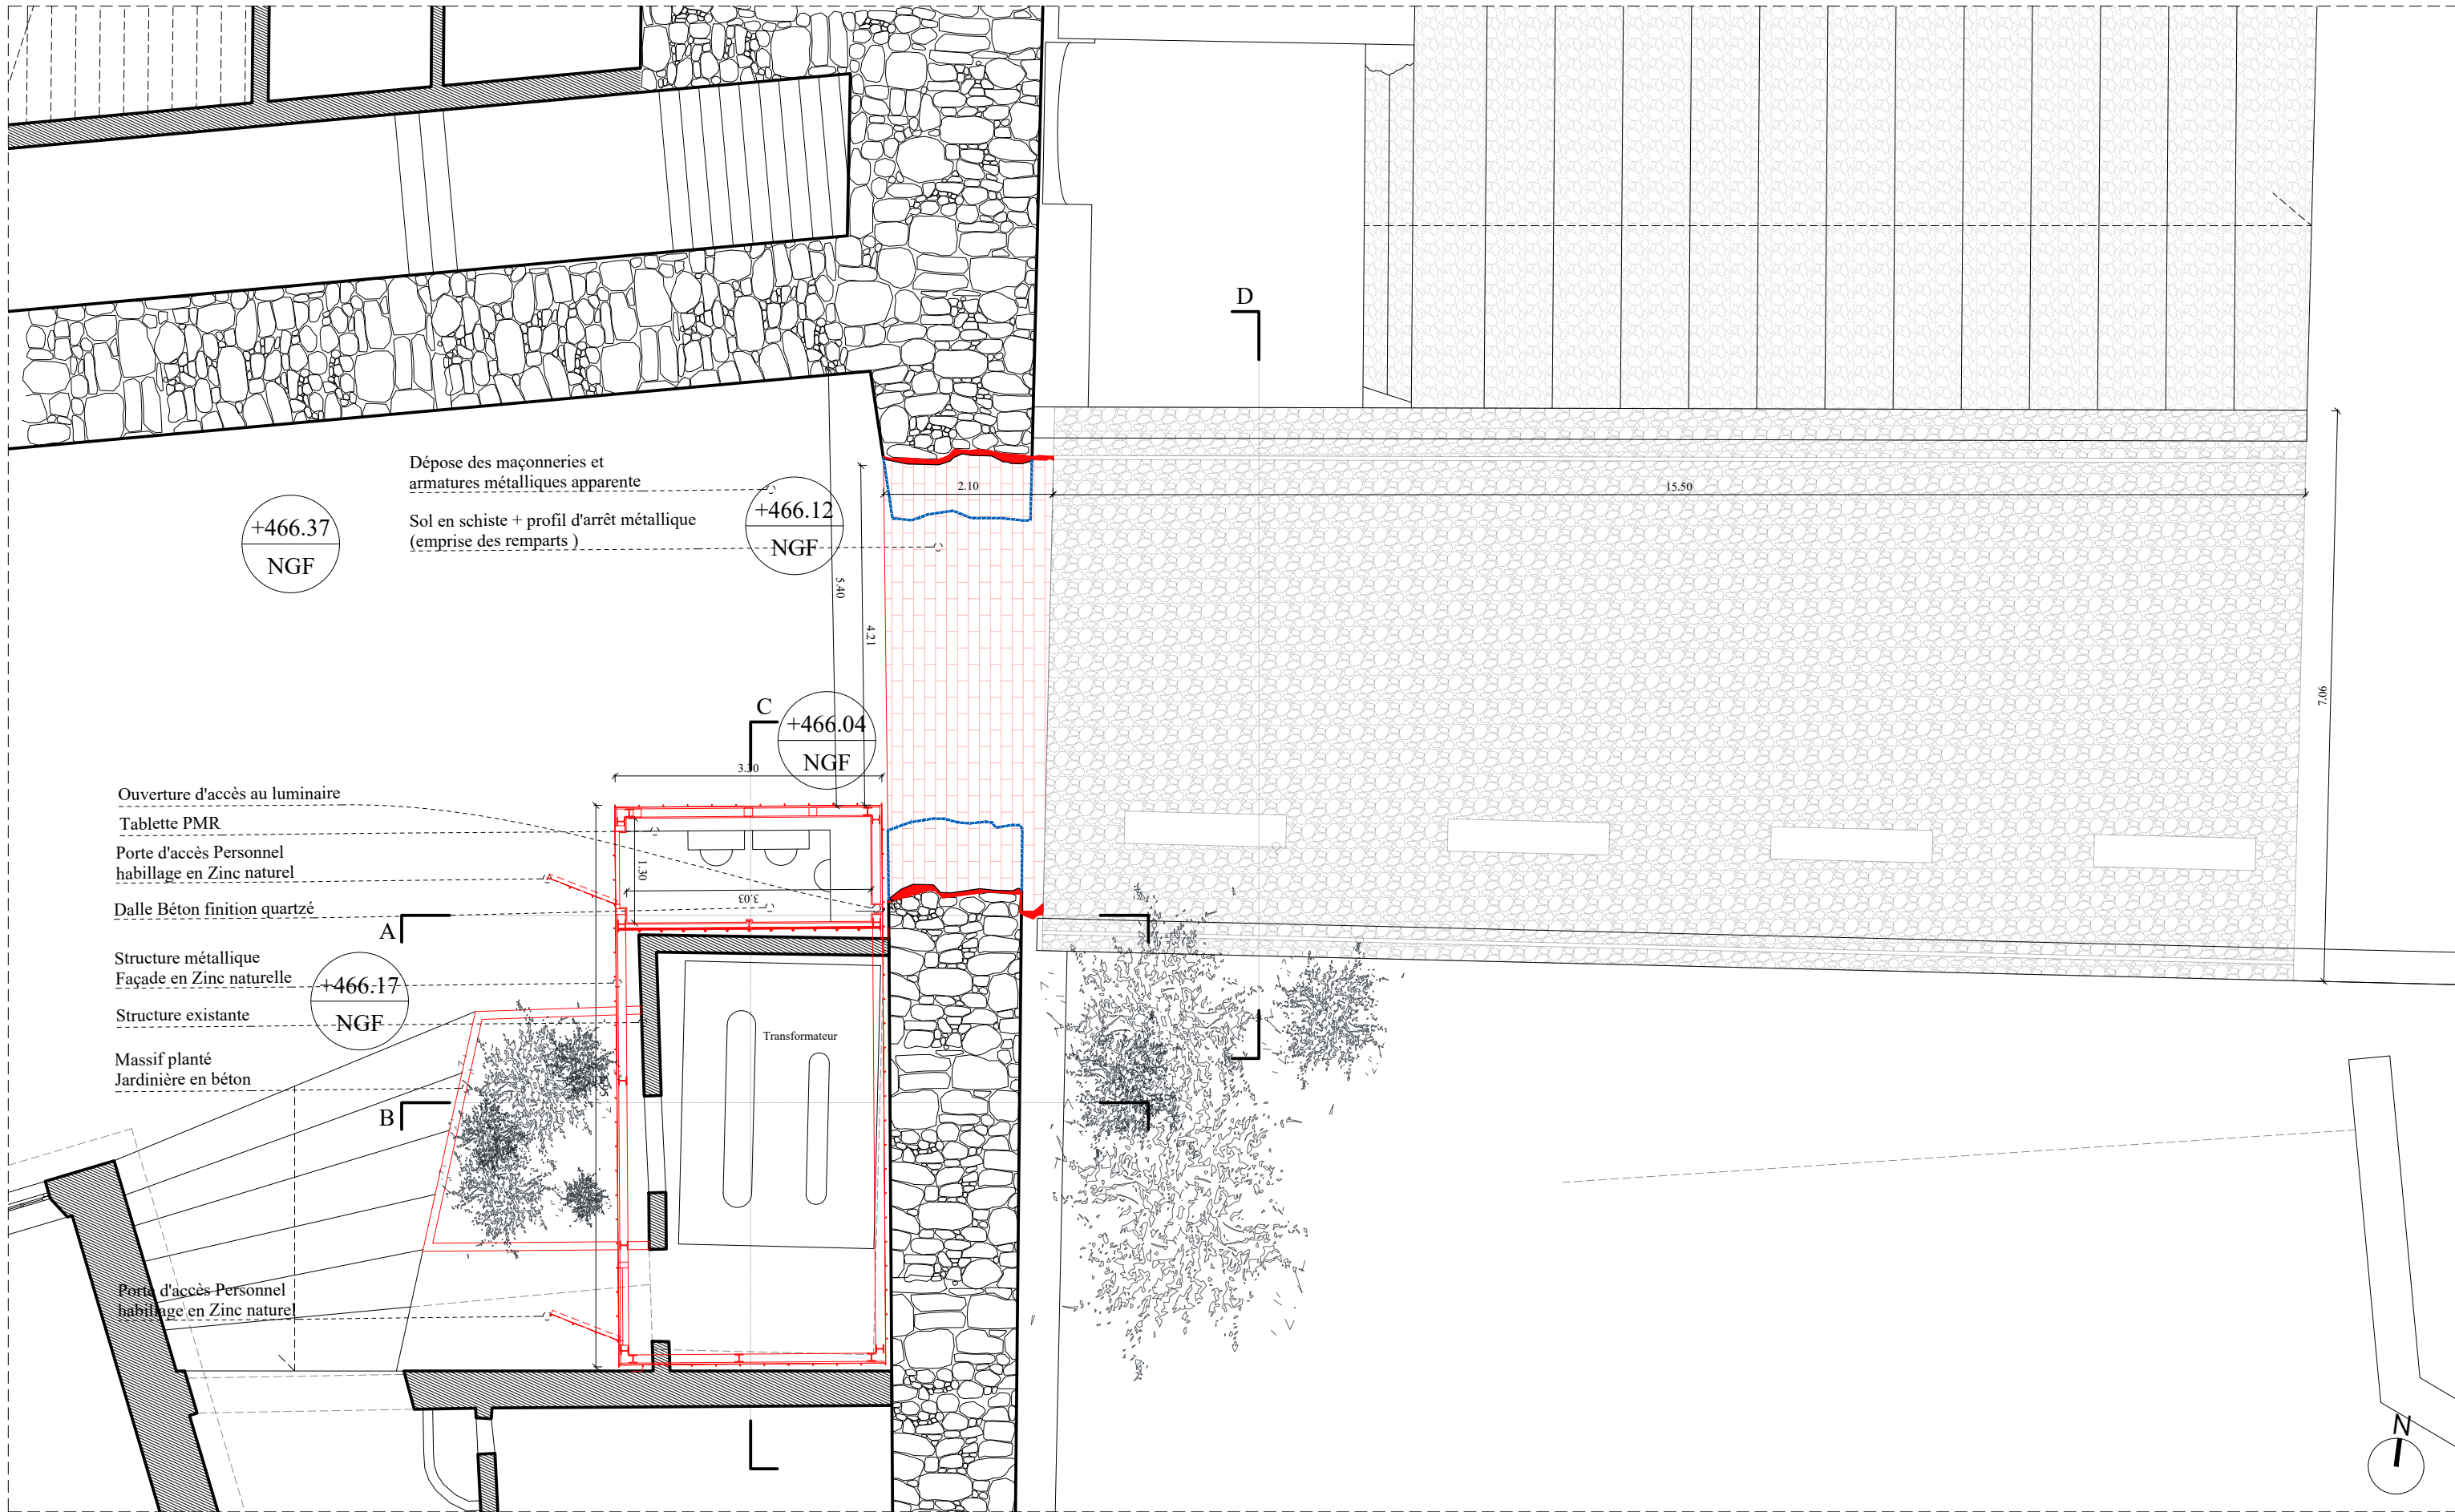 D
Dépose des maçonneries et
armatures métalliques apparente
Sol en schiste + profil d'arrêt métallique
(emprise des remparts )
+466.37
NGF
+466.12
NGF
2.10
15.50
5.40
4.21
7.06
C
+466.04
NGF
3.30
Ouverture d'accès au luminaire
Tablette PMR
Porte d'accès Personnel
habillage en Zinc naturel
Dalle Béton finition quartzé
1.30
3.03
A
Structure métallique
Façade en Zinc naturelle
+466.17
NGF
Structure existante
Massif planté
Jardinière en béton
B
Transformateur
Porte d'accès Personnel
habillage en Zinc naturel
N